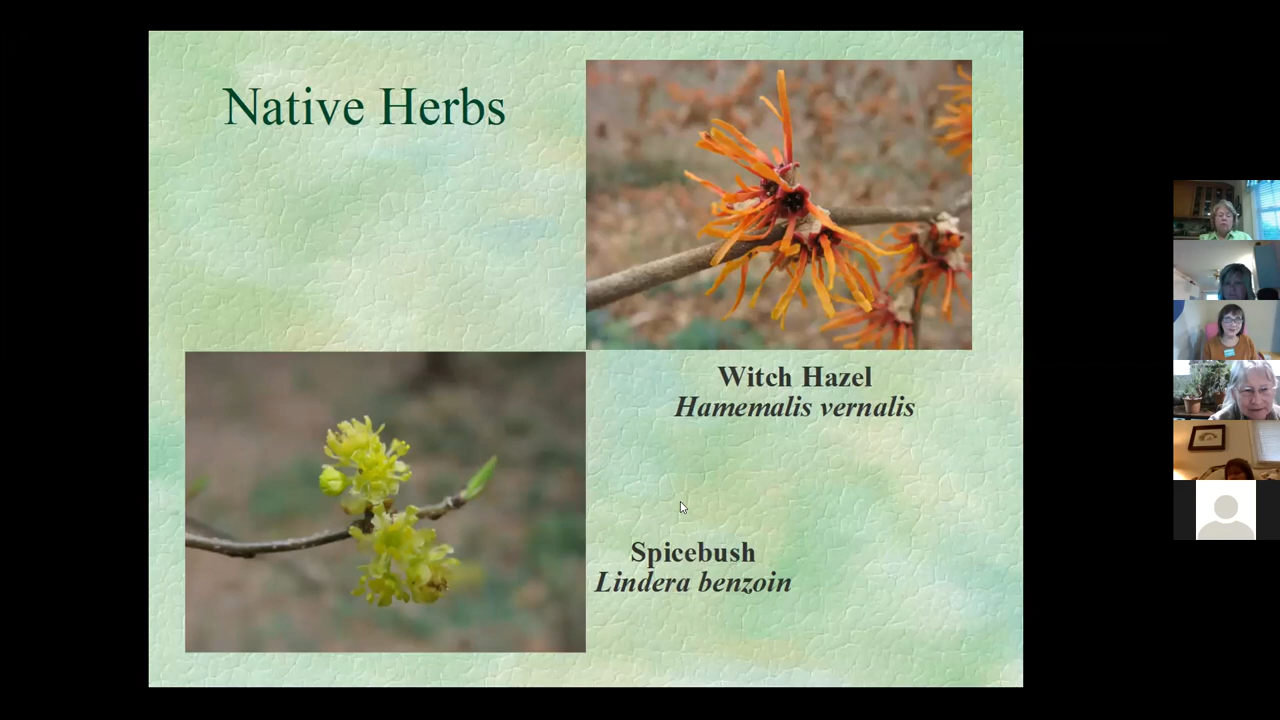 Native Herbs
Witch Hazel
Hamemalis vernalis
Spicebush
Lindera benzoin